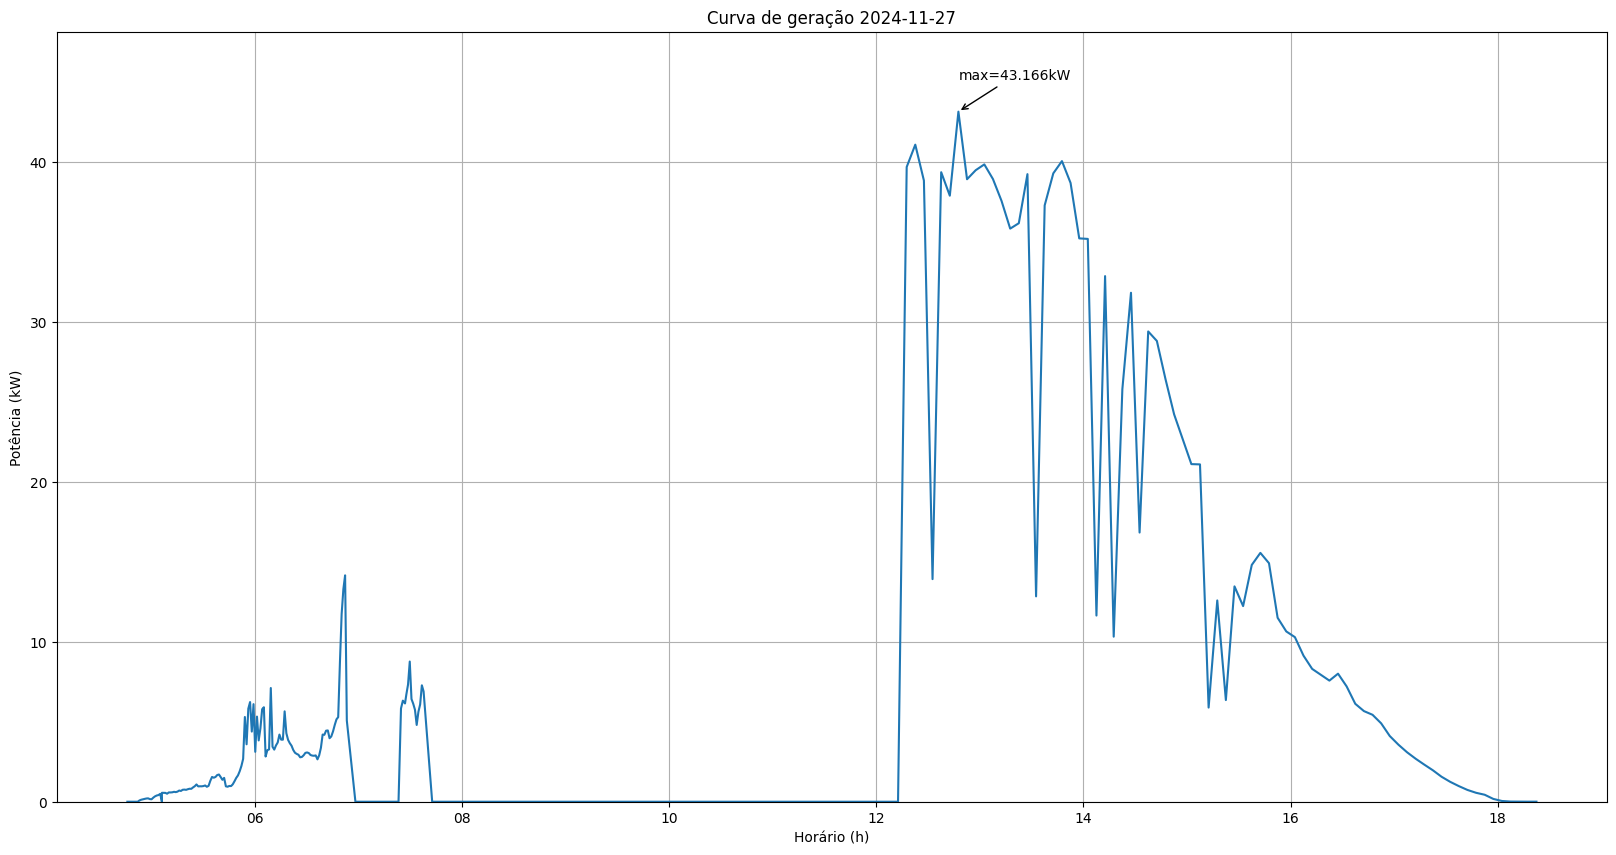 Curva de geração 2024-11-27
max=43.166kW
Potência (kW)
40
30
20
10
0
06 08 10 12 14 16 18
Horário (h)